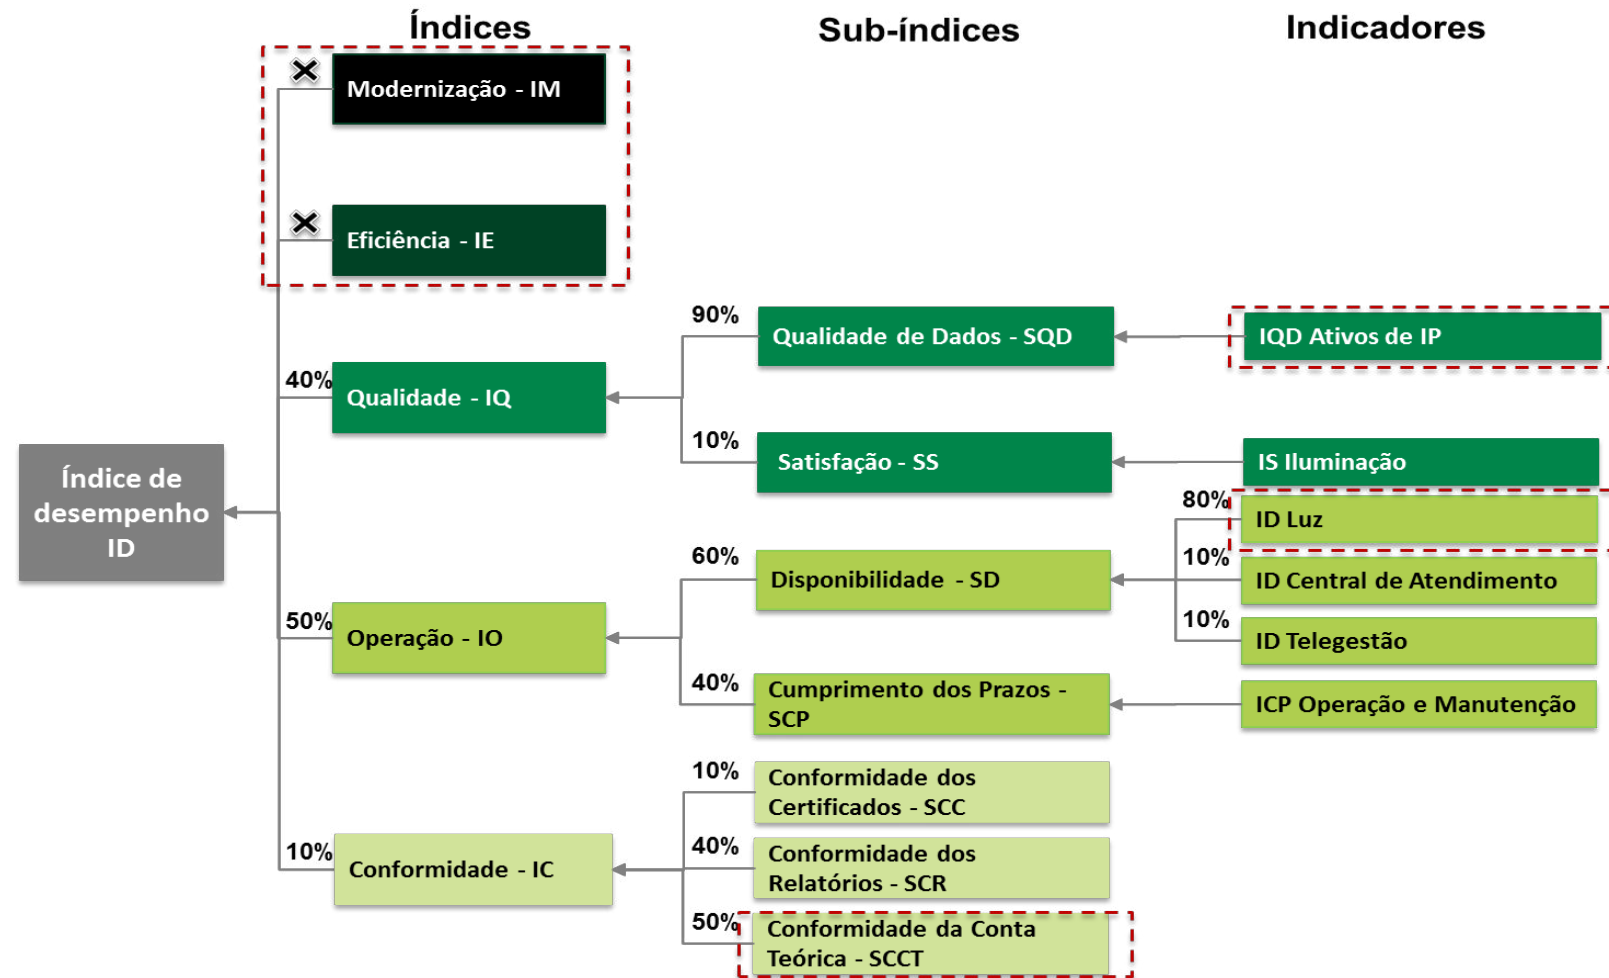 Índices
Sub-índices
Indicadores
Modernização - IM
Eficiência - IE
90%
Qualidade de Dados - SQD
IQD Ativos de IP
40%
Qualidade - IQ
10%
Satisfação - SS
IS Iluminação
Índice de
desempenho
ID
80%
ID Luz
60%
Disponibilidade - SD
10%
ID Central de Atendimento
50%
Operação - IO
10%
ID Telegestão
40%
Cumprimento dos Prazos -
SCP
ICP Operação e Manutenção
10%
Conformidade dos
Certificados - SCC
10%
Conformidade - IC
40%
Conformidade dos
Relatórios - SCR
50%
Conformidade da Conta
Teórica - SCCT